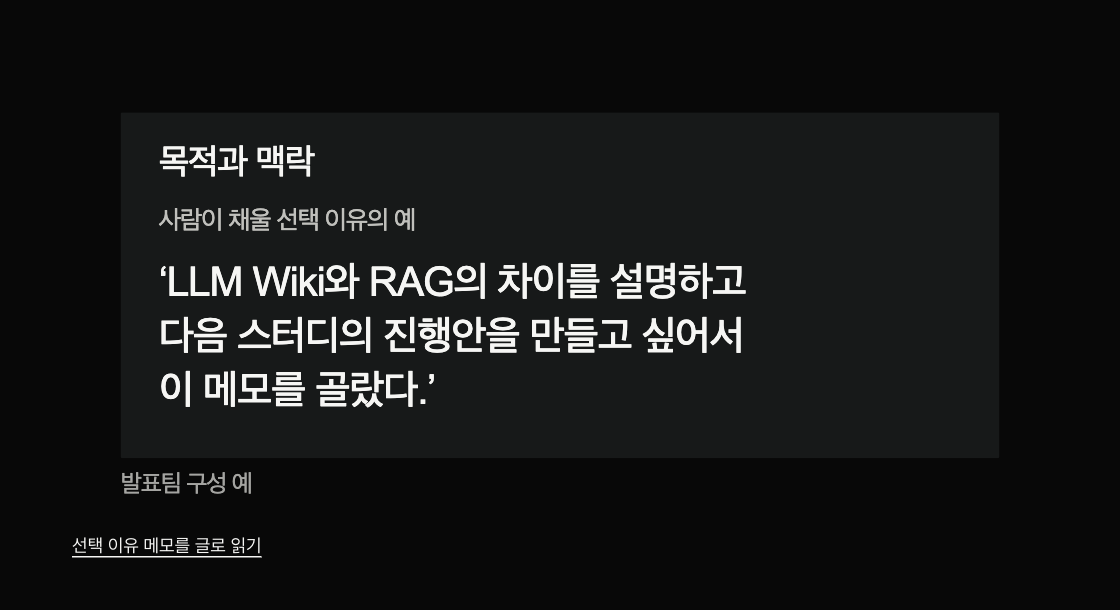 목적과 맥락
사람이 채울 선택 이유의 예
‘LLM Wiki와 RAG의 차이를 설명하고
다음 스터디의 진행안을 만들고 싶어서
이 메모를 골랐다.’
발표팀 구성 예
선택 이유 메모를 글로 읽기